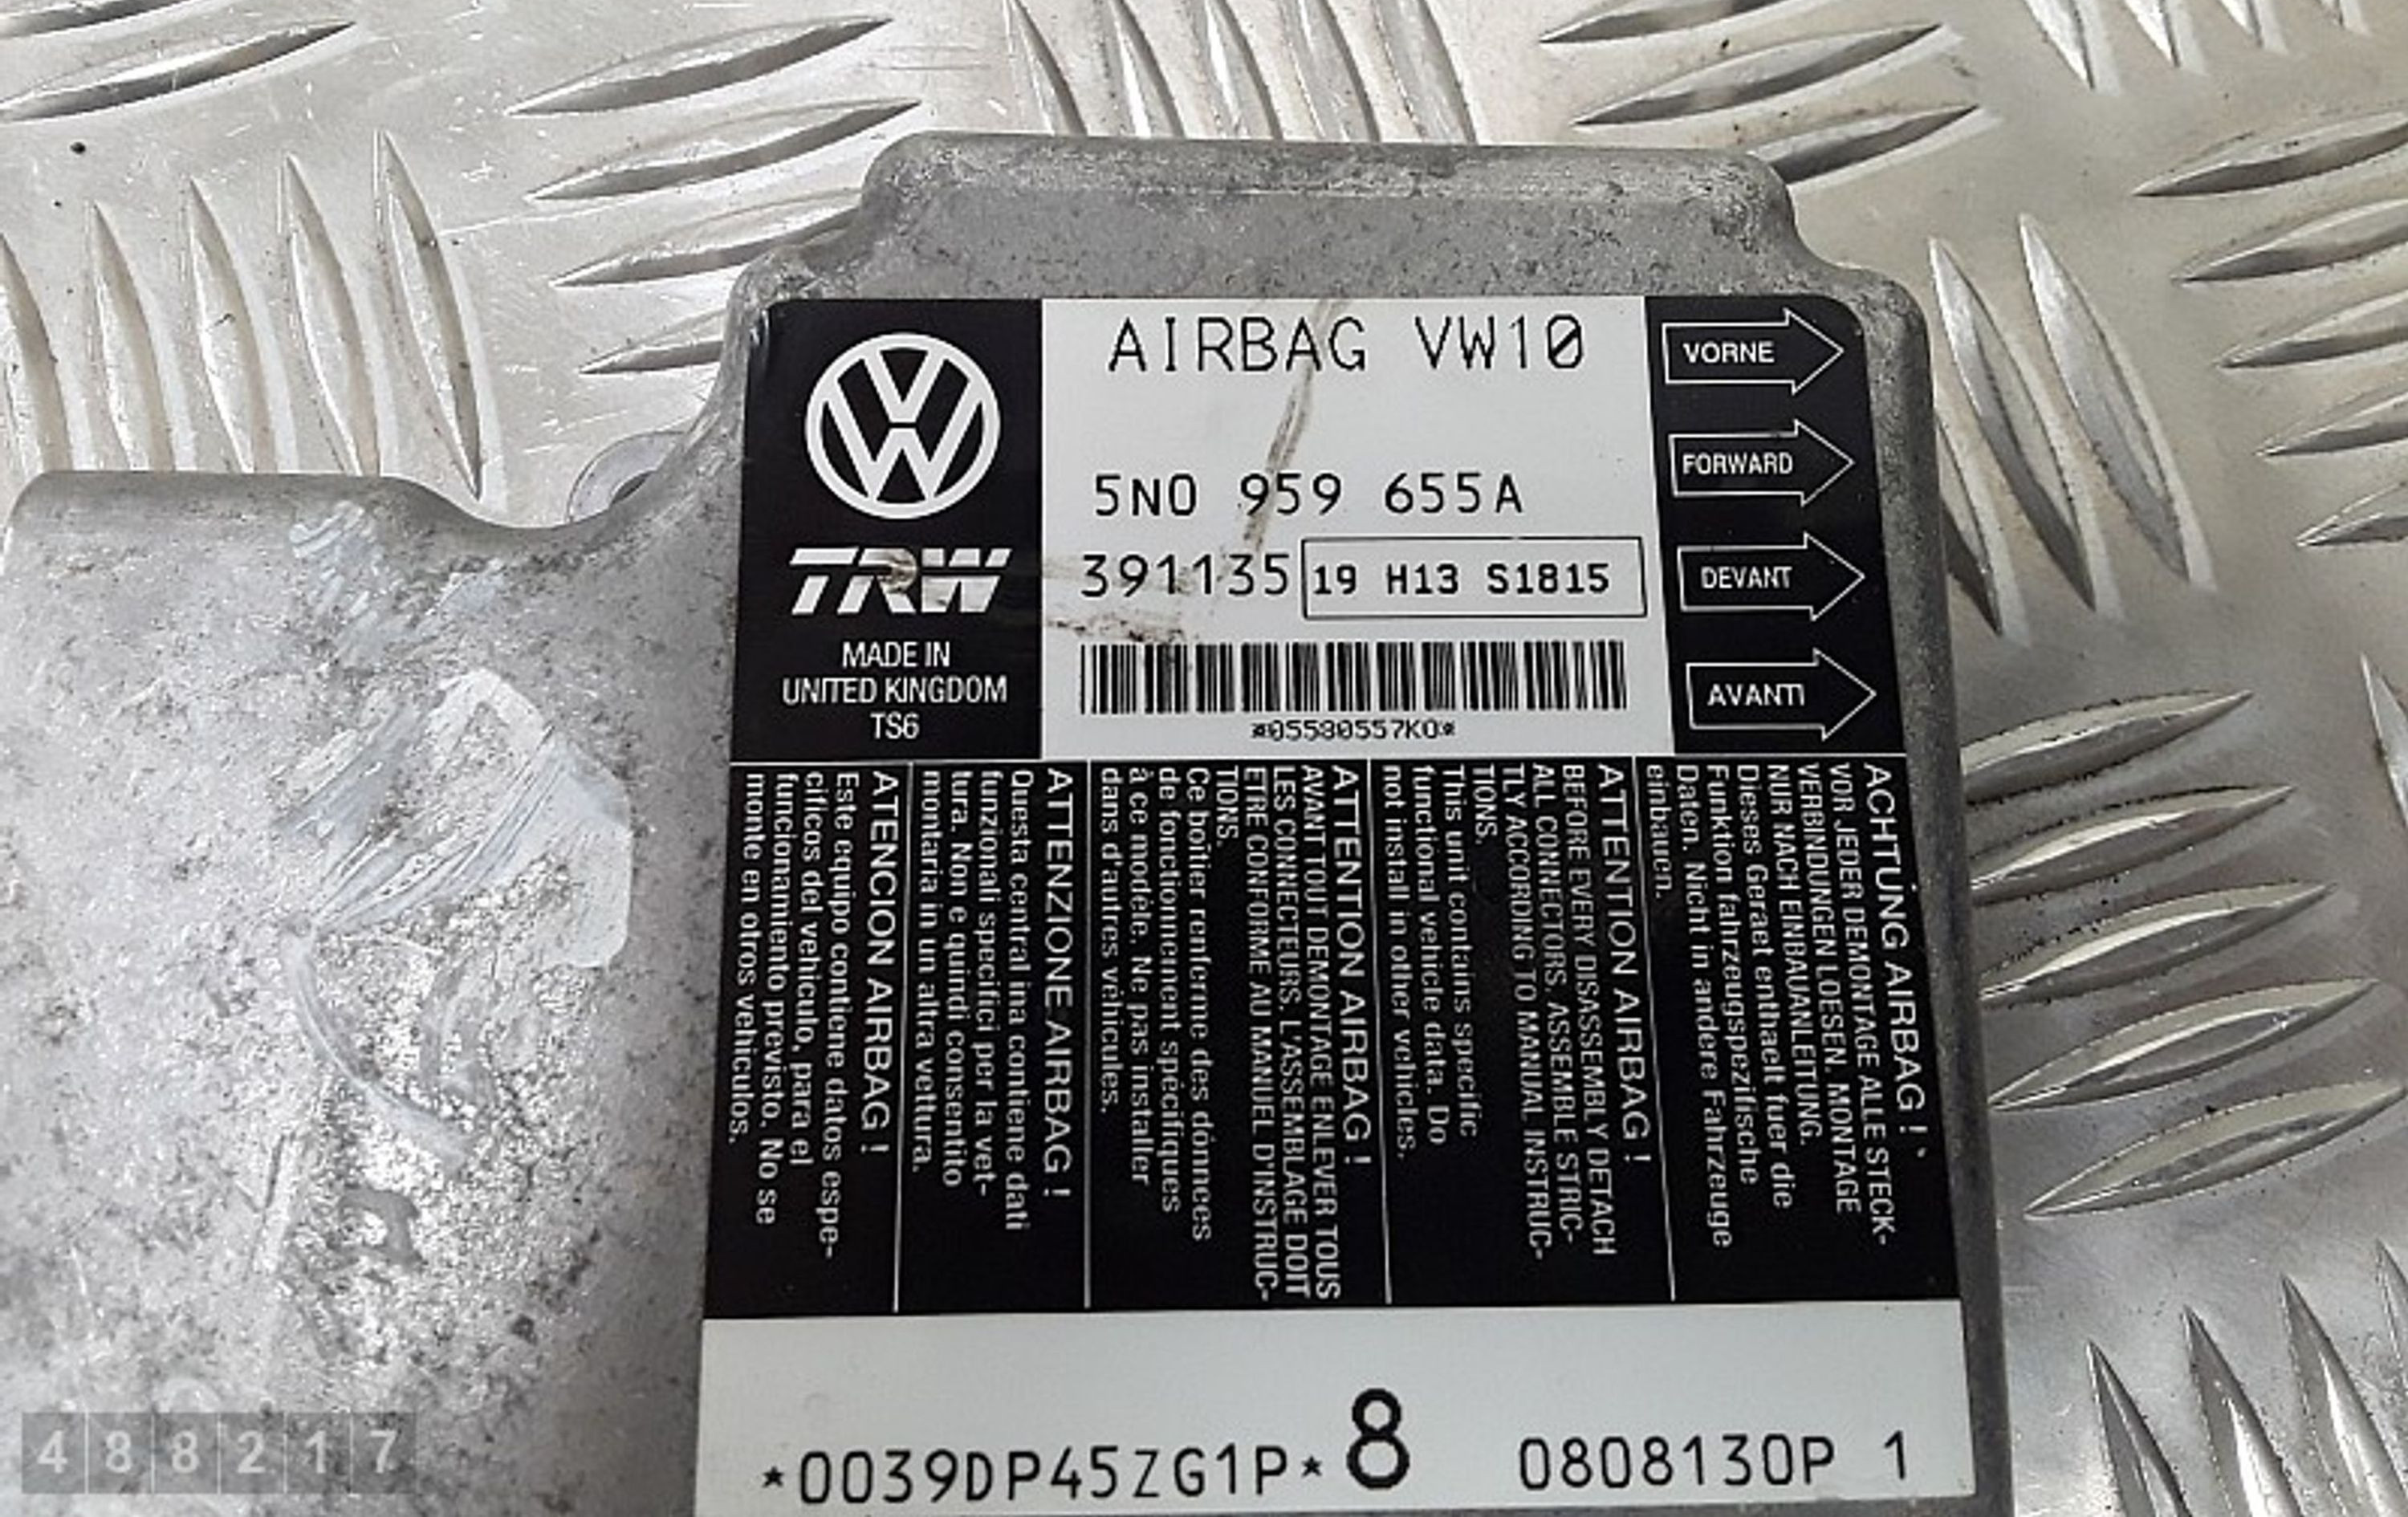 AIRBAG VW10
5N0 959 655A
391135 19 H13 S1815
*05530557K0*
TRW
MADE IN
UNITED KINGDOM
TS6
VORNE
FORWARD
DEVANT
AVANTI
ACHTUNG AIRBAG !
VOR JEDER DEMONTAGE ALLE STECK-
VERBINDUNGEN LOESEN. MONTAGE
NUR NACH EINBAUANLEITUNG.
Dieses Geraet enthaelt fuer die
Funktion fahrzeugspezifische
Daten. Nicht in andere Fahrzeuge
einbauen.
ATTENTION AIRBAG !
BEFORE EVERY DISASSEMBLY DETACH
ALL CONNECTORS. ASSEMBLE STRIC-
TLY ACCORDING TO MANUAL INSTRUC-
TIONS.
This unit contains specific
functional vehicle data. Do
not install in other vehicles.
ATTENTION AIRBAG !
AVANT TOUT DEMONTAGE ENLEVER TOUS
LES CONNECTEURS. L'ASSEMBLAGE DOIT
ETRE CONFORME AU MANUEL D'INSTRUC-
TIONS.
Ce boîtier renferme des données
de fonctionnement spécifiques
à ce modèle. Ne pas installer
dans d'autres véhicules.
ATTENZIONE AIRBAG !
Questa central ina contiene dati
funzionali specifici per la vet-
tura. Non e quindi consentito
montaria in un altra vettura.
ATENCION AIRBAG !
Este equipo contiene datos espe-
cificos del vehiculo, para el
funcionamiento previsto. No se
monte en otros vehiculos.
*0039DP45ZG1P* 8 0808130P 1
488217